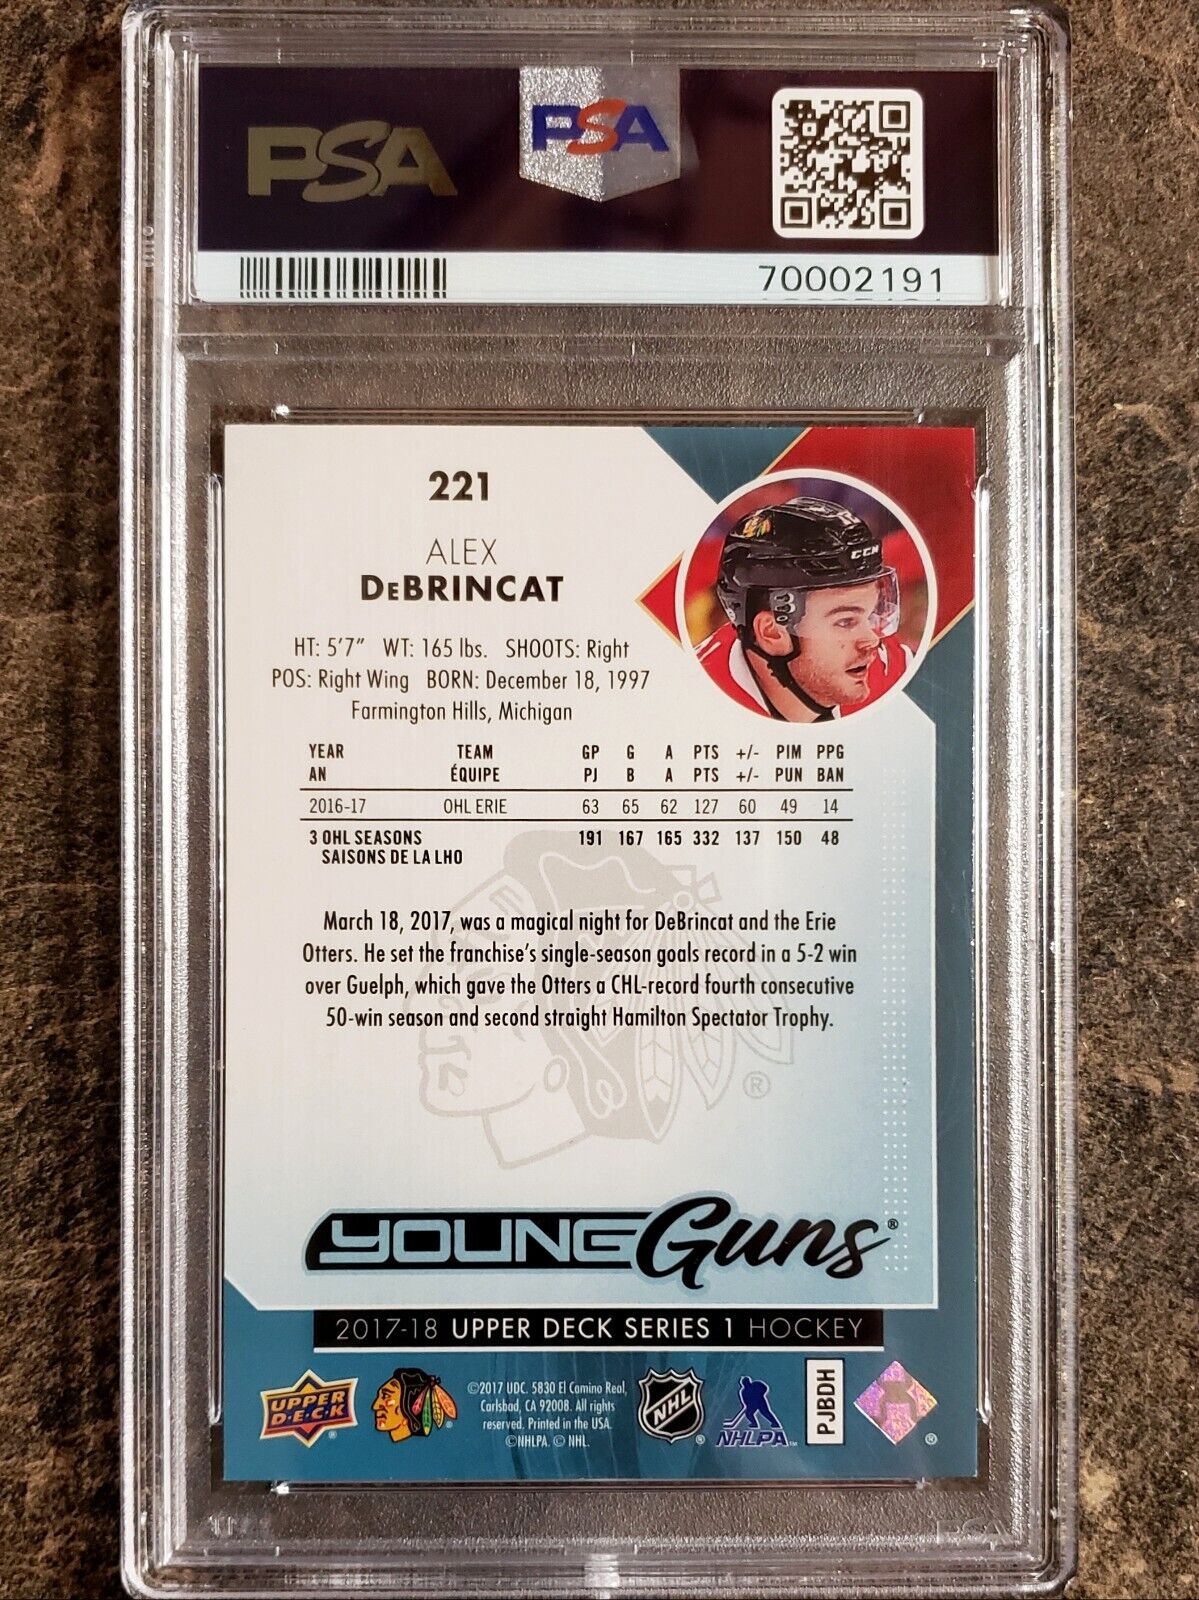 PSA
PSA
70002191
221
ALEX
DeBRINCAT
CCM
HT: 5'7" WT: 165 lbs. SHOOTS: Right
POS: Right Wing BORN: December 18, 1997
Farmington Hills, Michigan
YEAR TEAM GP G A PTS +/- PIM PPG
AN ÉQUIPE PJ B A PTS +/- PUN BAN
2016-17 OHL ERIE 63 65 62 127 60 49 14
3 OHL SEASONS 191 167 165 332 137 150 48
SAISONS DE LA LHO
March 18, 2017, was a magical night for DeBrincat and the Erie
Otters. He set the franchise's single-season goals record in a 5-2 win
over Guelph, which gave the Otters a CHL-record fourth consecutive
50-win season and second straight Hamilton Spectator Trophy.
®
YOUNG Guns®
2017-18 UPPER DECK SERIES 1 HOCKEY
UPPER DECK®
©2017 UDC. 5830 El Camino Real,
Carlsbad, CA 92008. All rights
reserved. Printed in the USA.
©NHLPA. © NHL.
NHL®
NHLPA™
PJBDH
®